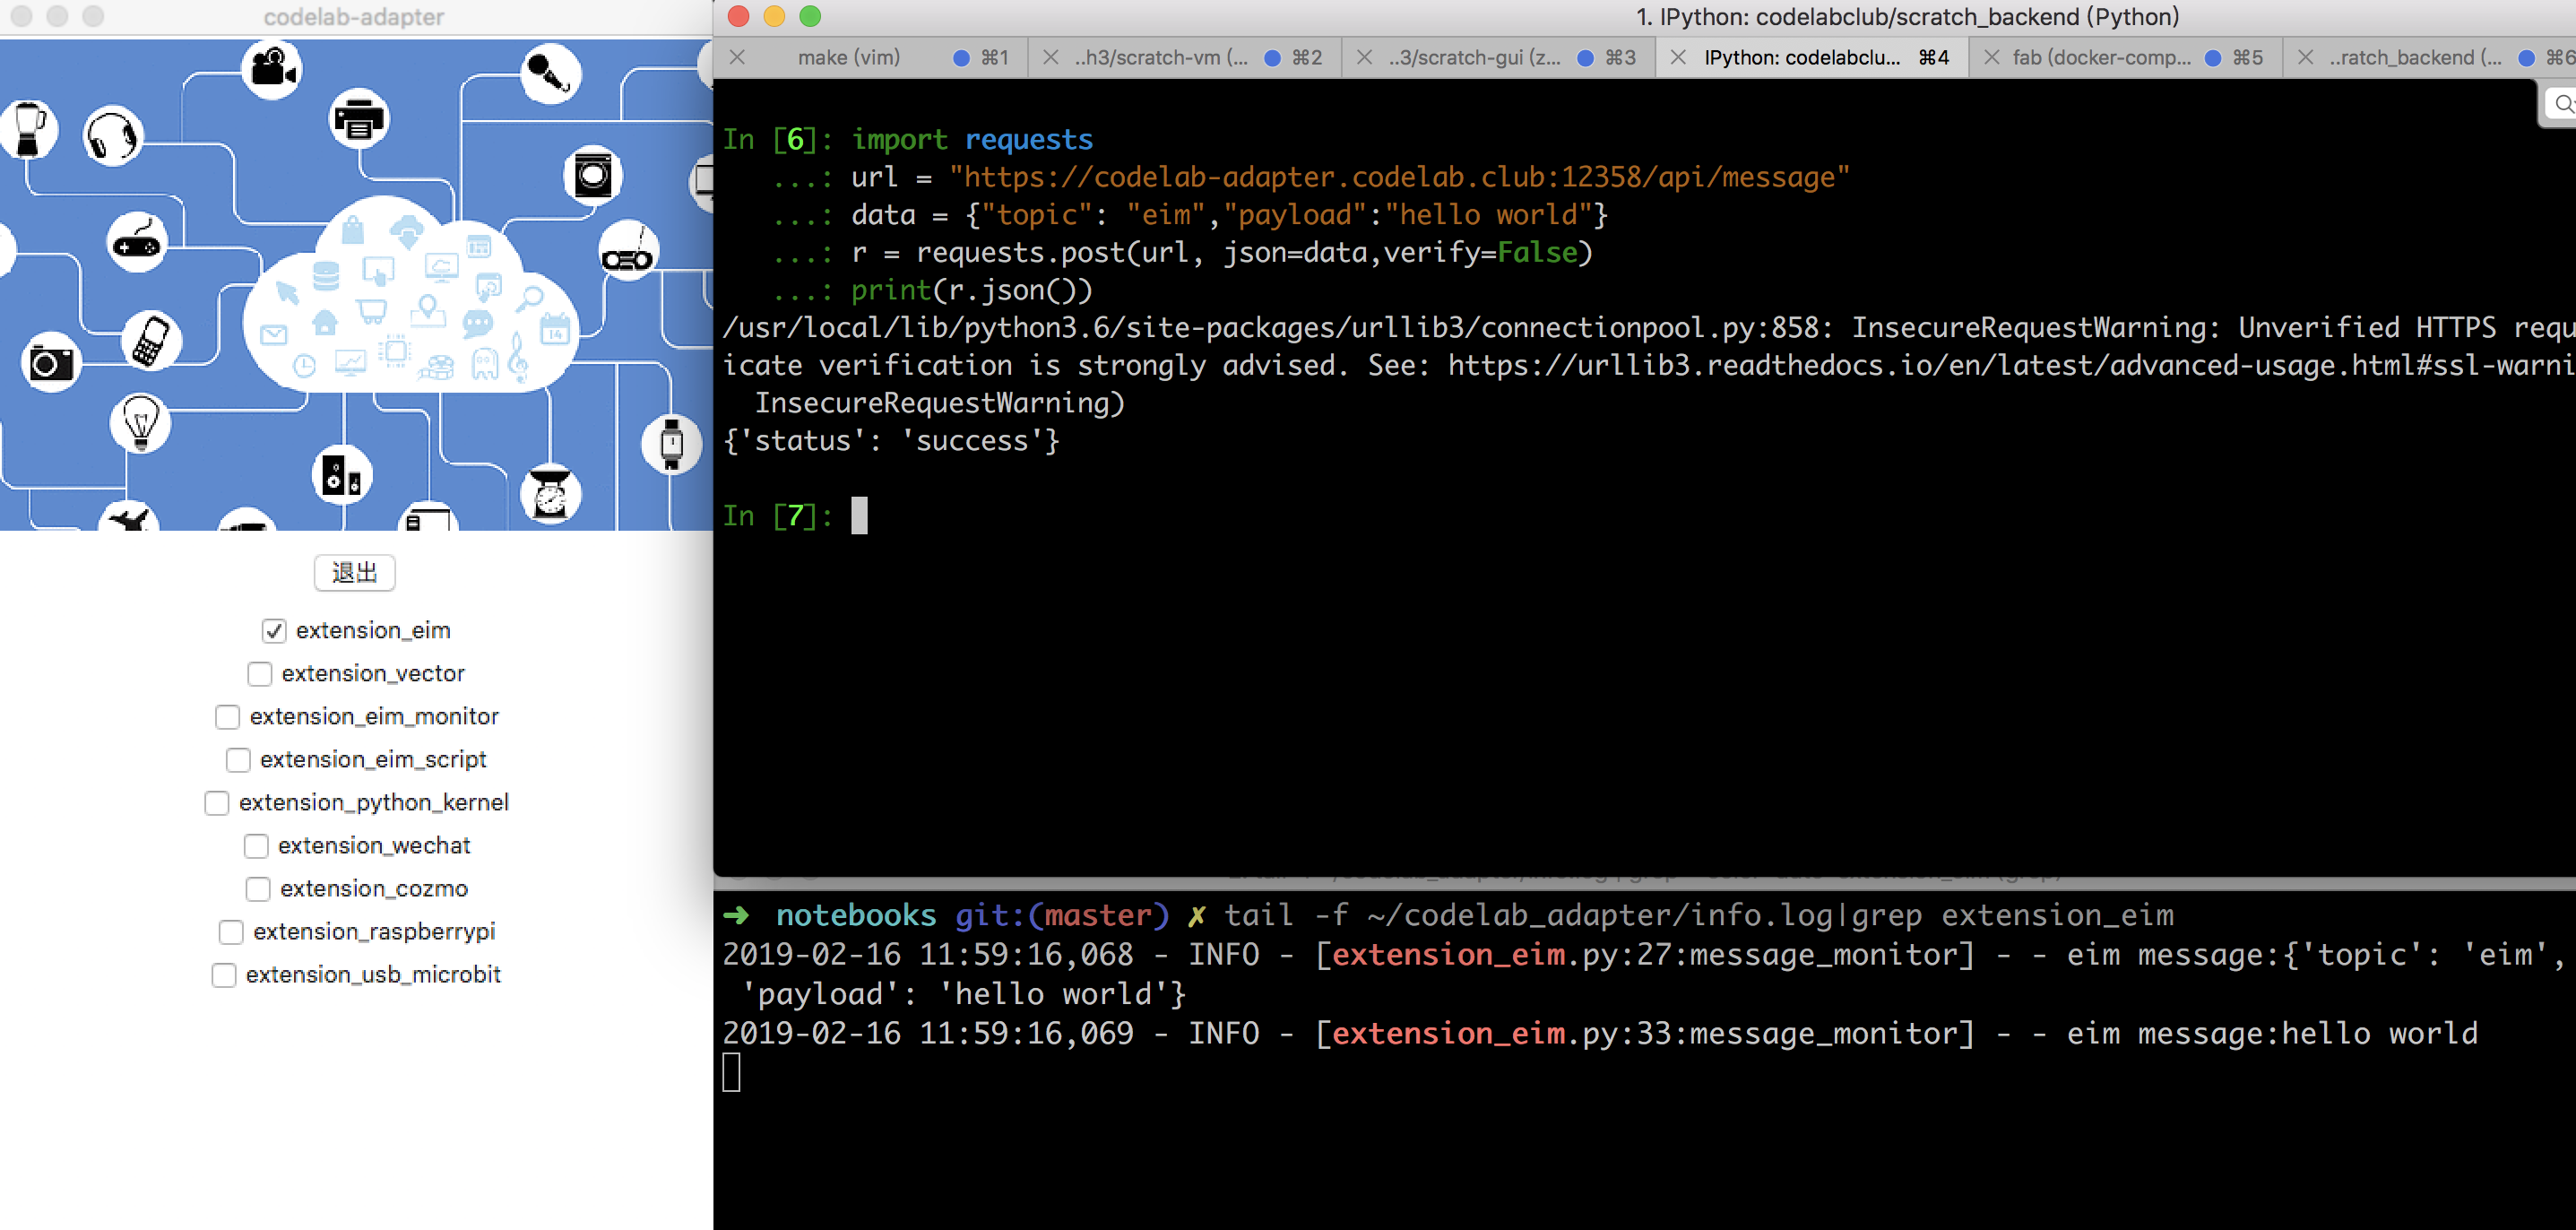 codelab-adapter
14
退出
extension_eim
extension_vector
extension_eim_monitor
extension_eim_script
extension_python_kernel
extension_wechat
extension_cozmo
extension_raspberrypi
extension_usb_microbit
1. IPython: codelabclub/scratch_backend (Python)
make (vim) ⌘1 ..h3/scratch-vm (... ⌘2 ..3/scratch-gui (z... ⌘3 IPython: codelabclu... ⌘4 fab (docker-comp... ⌘5 ..ratch_backend (... ⌘6
In [6]: import requests
...: url = "https://codelab-adapter.codelab.club:12358/api/message"
...: data = {"topic": "eim","payload":"hello world"}
...: r = requests.post(url, json=data,verify=False)
...: print(r.json())
/usr/local/lib/python3.6/site-packages/urllib3/connectionpool.py:858: InsecureRequestWarning: Unverified HTTPS requ
icate verification is strongly advised. See: https://urllib3.readthedocs.io/en/latest/advanced-usage.html#ssl-warni
InsecureRequestWarning)
{'status': 'success'}
In [7]:
➜ notebooks git:(master) ✗ tail -f ~/codelab_adapter/info.log|grep extension_eim
2019-02-16 11:59:16,068 - INFO - [extension_eim.py:27:message_monitor] - - eim message:{'topic': 'eim',
'payload': 'hello world'}
2019-02-16 11:59:16,069 - INFO - [extension_eim.py:33:message_monitor] - - eim message:hello world